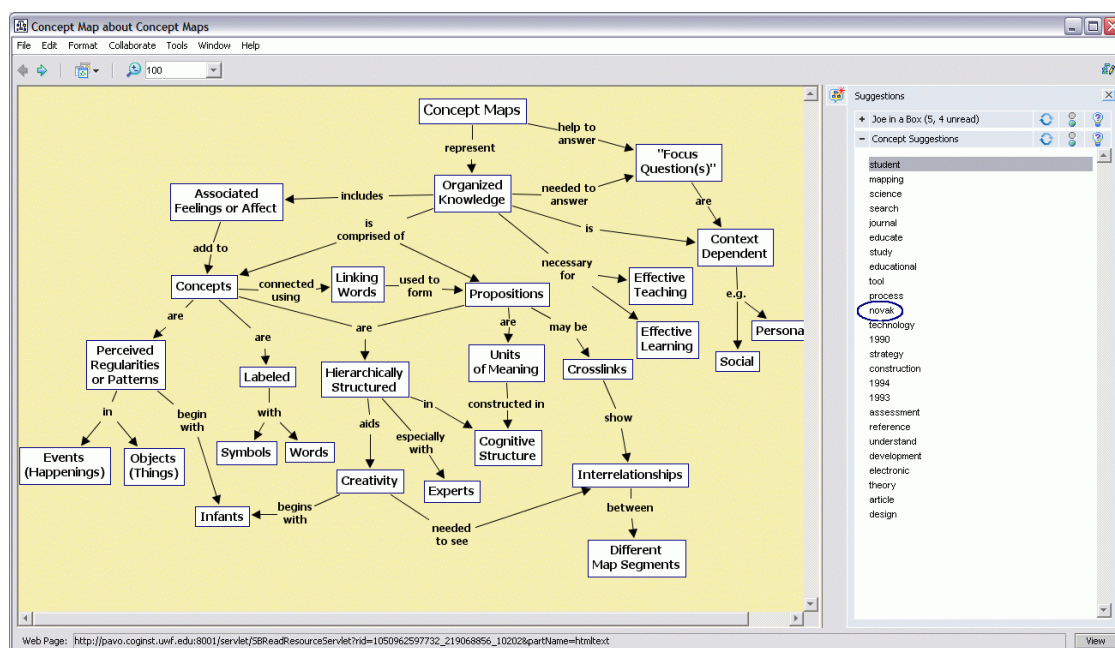 Concept Map about Concept Maps
File Edit Format Collaborate Tools Window Help
100
Concept Maps
help to
answer
represent
"Focus
Question(s)"
Associated
Feelings or Affect
includes
Organized
Knowledge
needed to
answer
are
is
comprised of
is
Context
Dependent
add to
necessary
for
Concepts
connected
using
Linking
Words
used to
form
Propositions
Effective
Teaching
e.g.
are
are
are
are
may be
Effective
Learning
Persona
Social
Perceived
Regularities
or Patterns
Labeled
Hierarchically
Structured
Units
of Meaning
Crosslinks
in
begin
with
with
aids
in
constructed in
show
especially
with
Events
(Happenings)
Objects
(Things)
Symbols
Words
Cognitive
Structure
Creativity
Experts
Interrelationships
Infants
begins
with
needed
to see
between
Different
Map Segments
Suggestions
+ Joe in a Box (5, 4 unread)
− Concept Suggestions
student
mapping
science
search
journal
educate
study
educational
tool
process
novak
technology
1990
strategy
construction
1994
1993
assessment
reference
understand
development
electronic
theory
article
design
Web Page: http://pavo.coginst.uwf.edu:8001/servlet/SBReadResourceServlet?rid=1050962597732_219068856_10202&partName=htmltext
View